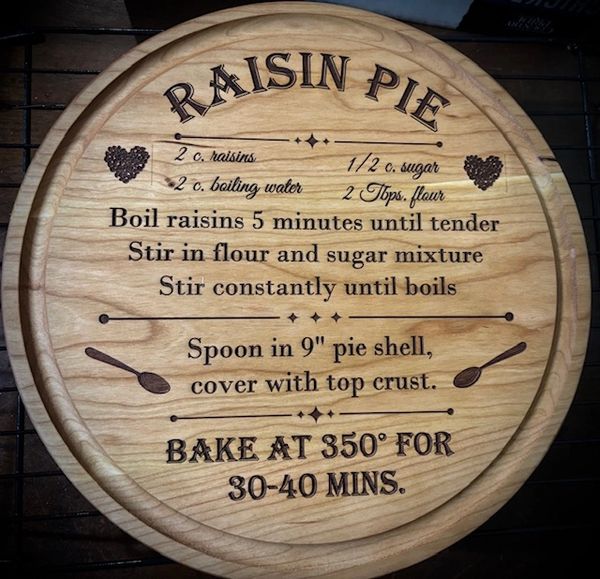 RAISIN PIE
2 c. raisins
1/2 c. sugar
2 c. boiling water
2 Tbps. flour
Boil raisins 5 minutes until tender
Stir in flour and sugar mixture
Stir constantly until boils
Spoon in 9" pie shell,
cover with top crust.
BAKE AT 350° FOR
30-40 MINS.